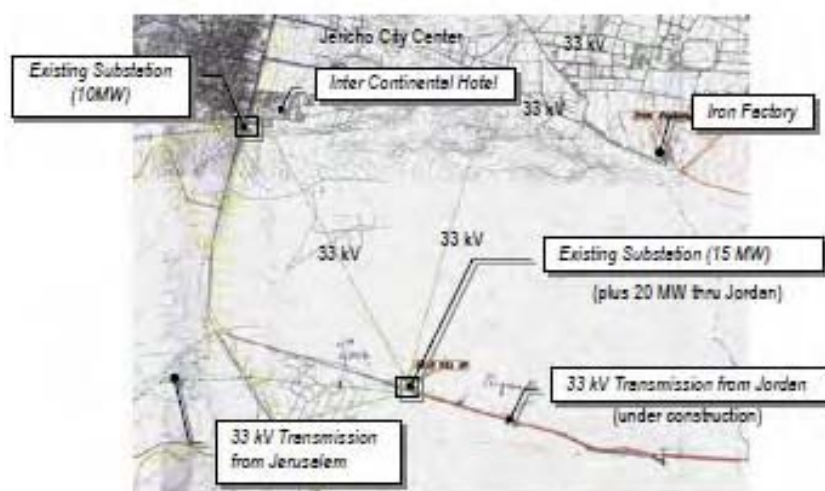 Jericho City Center
33 kV
Existing Substation
(10MW)
Inter Continental Hotel
33 kV
Iron Factory
33 kV
33 kV
Existing Substation (15 MW)
(plus 20 MW thru Jordan)
33 kV Transmission from Jordan
(under construction)
33 kV Transmission
from Jerusalem